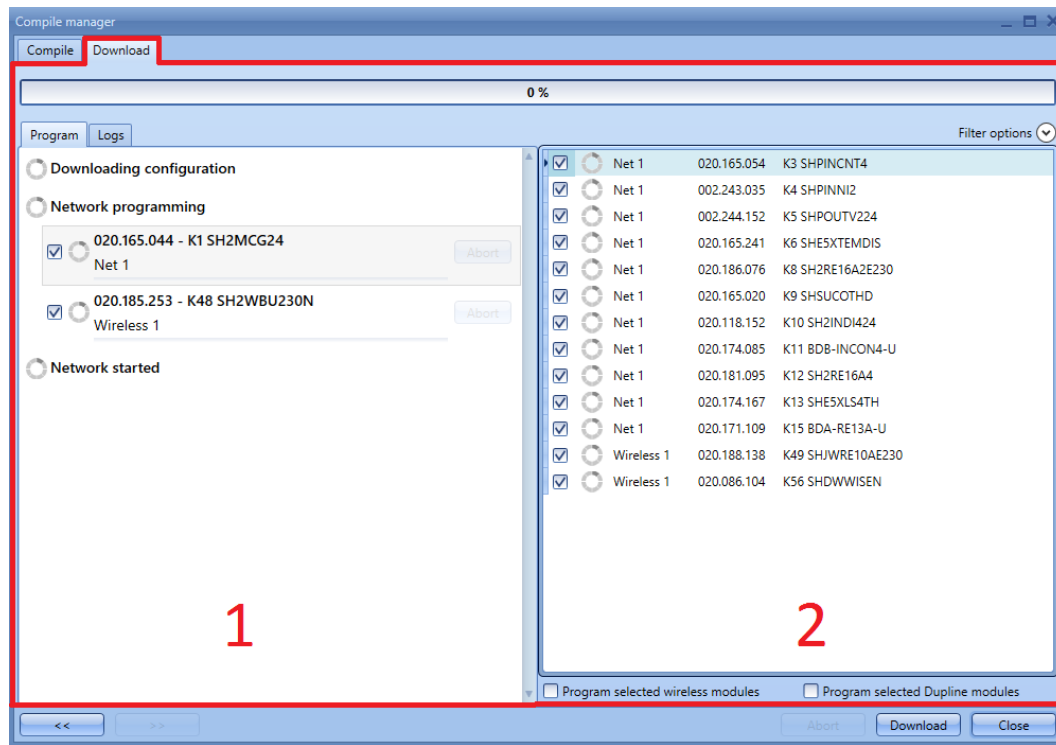 Compile manager
Compile Download
0 %
Program Logs
Filter options
Downloading configuration
Network programming
020.165.044 - K1 SH2MCG24
Net 1
Abort
020.185.253 - K48 SH2WBU230N
Wireless 1
Abort
Network started
1
Net 1 020.165.054 K3 SHPINCNT4
Net 1 002.243.035 K4 SHPINNI2
Net 1 002.244.152 K5 SHPOUTV224
Net 1 020.165.241 K6 SHE5XTEMDIS
Net 1 020.186.076 K8 SH2RE16A2E230
Net 1 020.165.020 K9 SHSUCOTHD
Net 1 020.118.152 K10 SH2INDI424
Net 1 020.174.085 K11 BDB-INCON4-U
Net 1 020.181.095 K12 SH2RE16A4
Net 1 020.174.167 K13 SHE5XLS4TH
Net 1 020.171.109 K15 BDA-RE13A-U
Wireless 1 020.188.138 K49 SHJWRE10AE230
Wireless 1 020.086.104 K56 SHDWWISEN
2
Program selected wireless modules Program selected Dupline modules
<< >> Abort Download Close